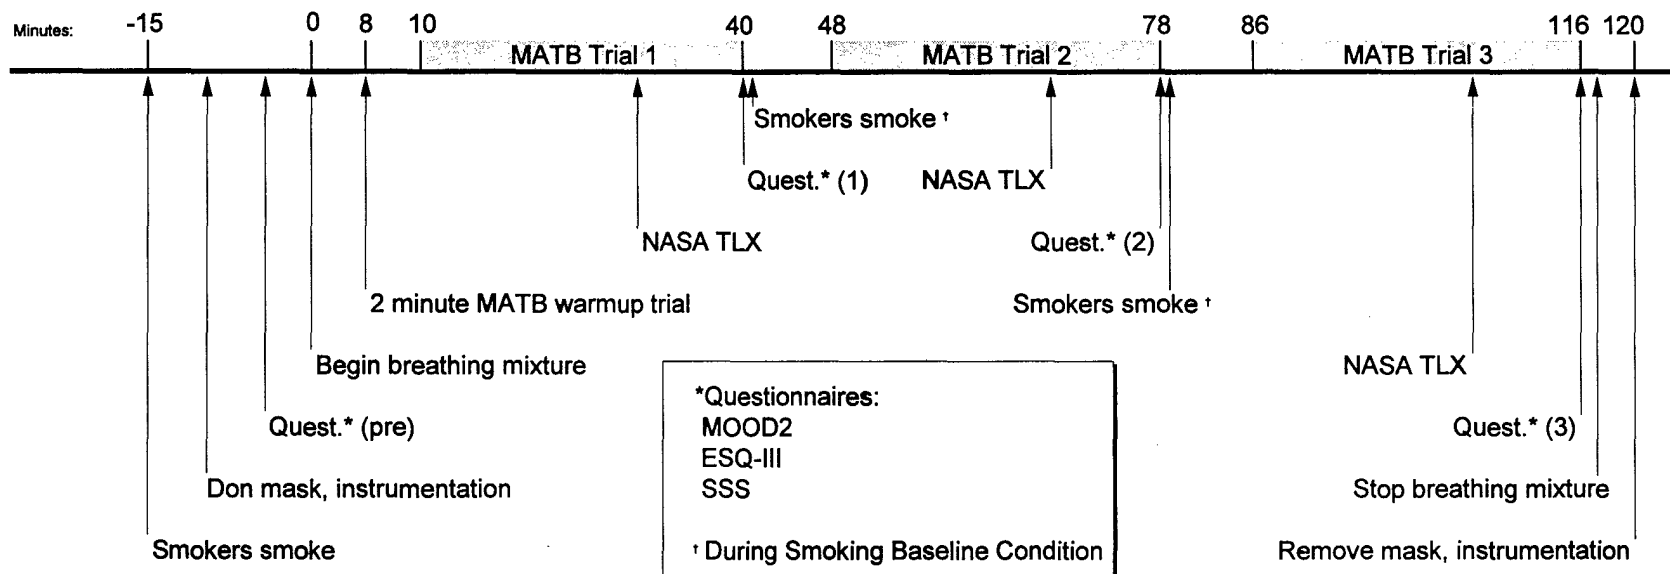 Minutes: -15 0 8 10 40 48 78 86 116 120
MATB Trial 1 MATB Trial 2 MATB Trial 3
Smokers smoke †
Quest.* (1) NASA TLX
NASA TLX Quest.* (2)
2 minute MATB warmup trial Smokers smoke †
Begin breathing mixture NASA TLX
*Questionnaires:
MOOD2
ESQ-III
SSS
† During Smoking Baseline Condition
Quest.* (pre) Quest.* (3)
Don mask, instrumentation Stop breathing mixture
Smokers smoke Remove mask, instrumentation